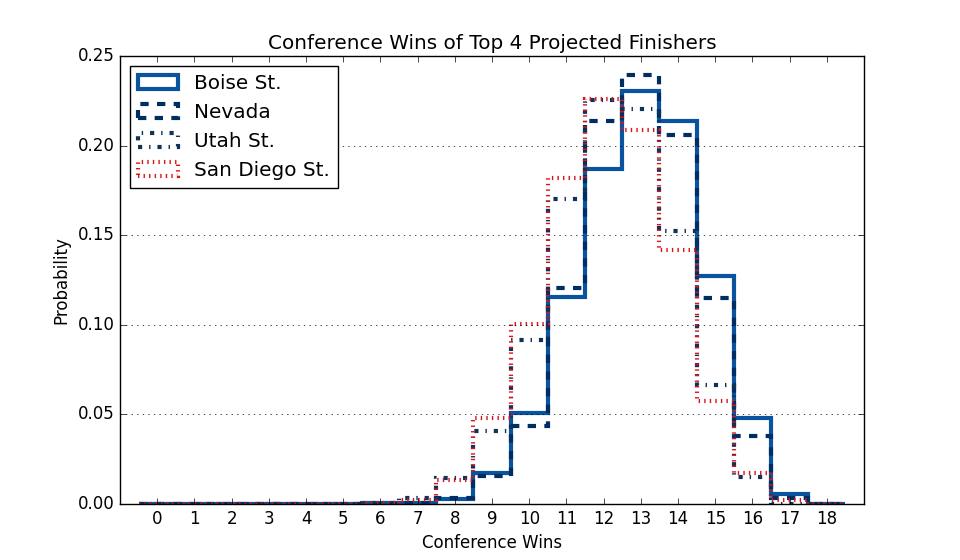 Conference Wins of Top 4 Projected Finishers
0.25
0.20
0.15
0.10
0.05
0.00
Probability
Boise St.
Nevada
Utah St.
San Diego St.
0 1 2 3 4 5 6 7 8 9 10 11 12 13 14 15 16 17 18
Conference Wins